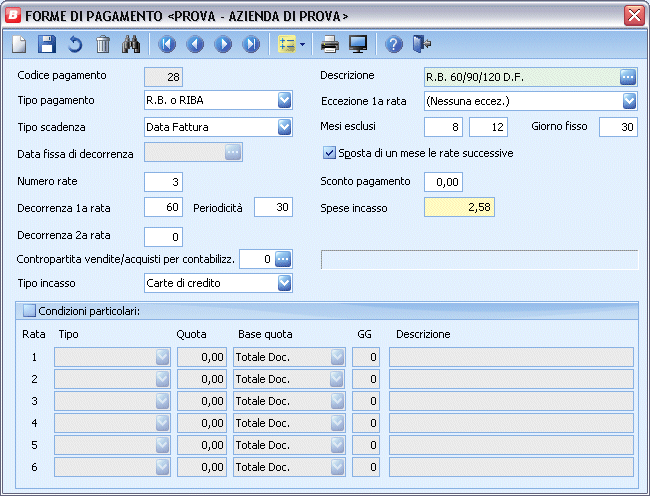 FORME DI PAGAMENTO <PROVA - AZIENDA DI PROVA>
Codice pagamento 28 Descrizione R.B. 60/90/120 D.F.
Tipo pagamento R.B. o RIBA Eccezione 1a rata (Nessuna eccez.)
Tipo scadenza Data Fattura Mesi esclusi 8 12 Giorno fisso 30
Data fissa di decorrenza Sposta di un mese le rate successive
Numero rate 3 Sconto pagamento 0,00
Decorrenza 1a rata 60 Periodicità 30 Spese incasso 2,58
Decorrenza 2a rata 0
Contropartita vendite/acquisti per contabilizz. 0
Tipo incasso Carte di credito
Condizioni particolari:
Rata Tipo Quota Base quota GG Descrizione
1 0,00 Totale Doc. 0
2 0,00 Totale Doc. 0
3 0,00 Totale Doc. 0
4 0,00 Totale Doc. 0
5 0,00 Totale Doc. 0
6 0,00 Totale Doc. 0